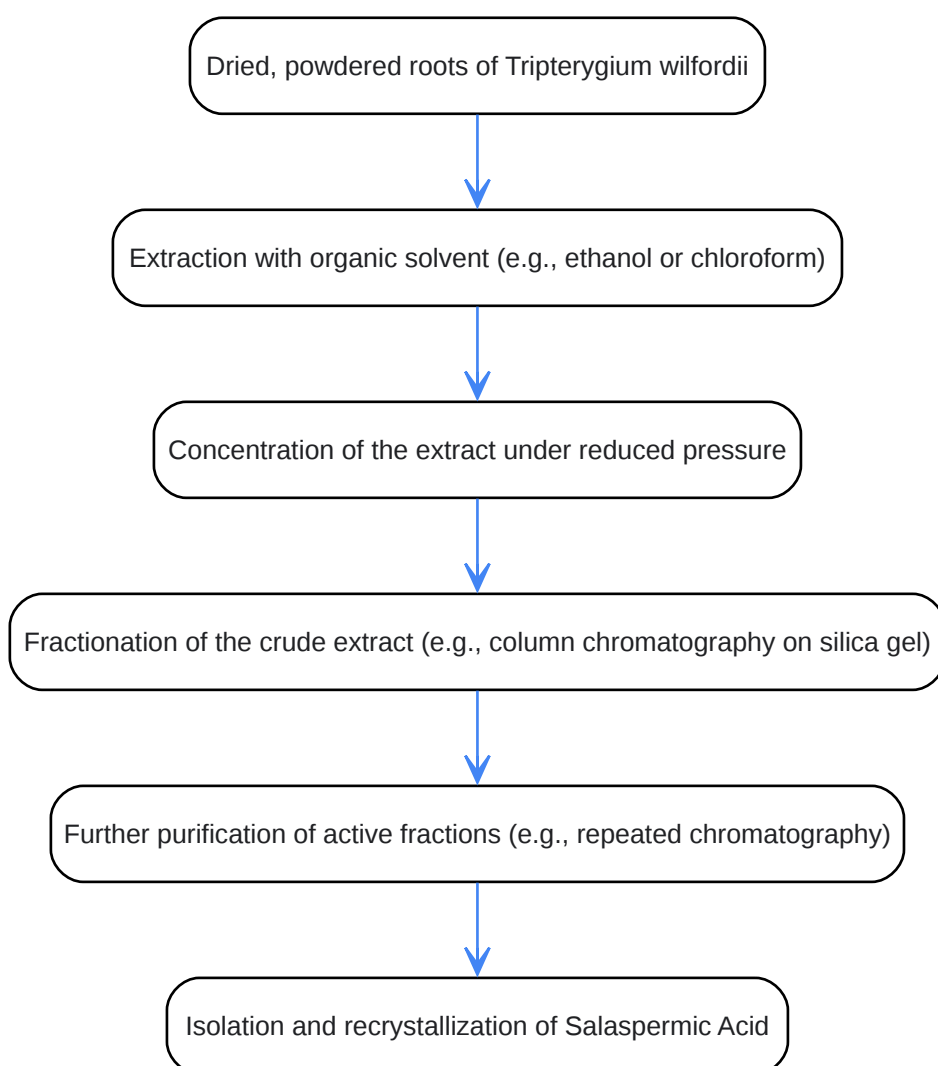 Dried, powdered roots of Tripterygium wilfordii
Extraction with organic solvent (e.g., ethanol or chloroform)
Concentration of the extract under reduced pressure
Fractionation of the crude extract (e.g., column chromatography on silica gel)
Further purification of active fractions (e.g., repeated chromatography)
Isolation and recrystallization of Salaspermic Acid